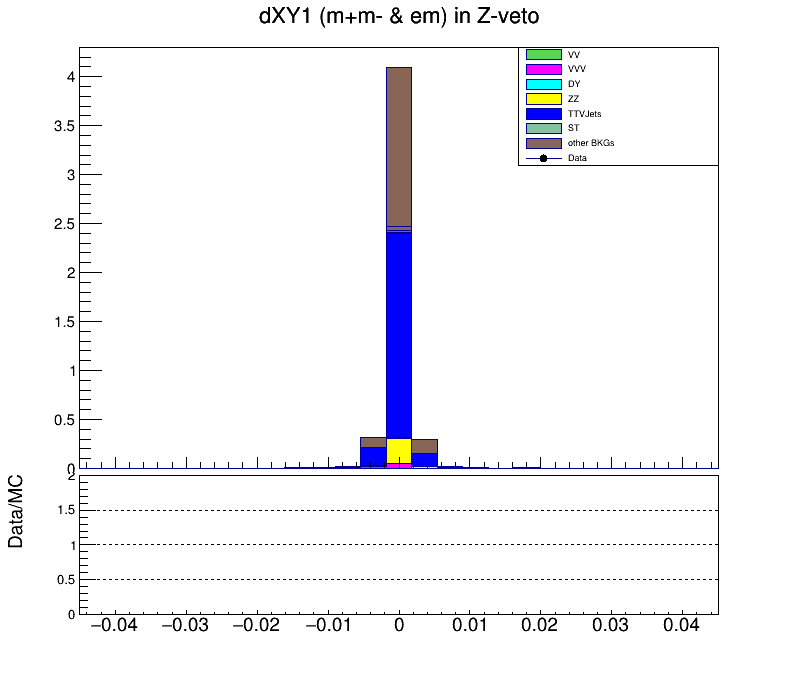 dXY1 (m+m- & em) in Z-veto
VV
VVV
DY
ZZ
TTVJets
ST
other BKGs
Data
4
3.5
3
2.5
2
1.5
1
0.5
0
Data/MC
2
1.5
1
0.5
0
−0.04 −0.03 −0.02 −0.01 0 0.01 0.02 0.03 0.04